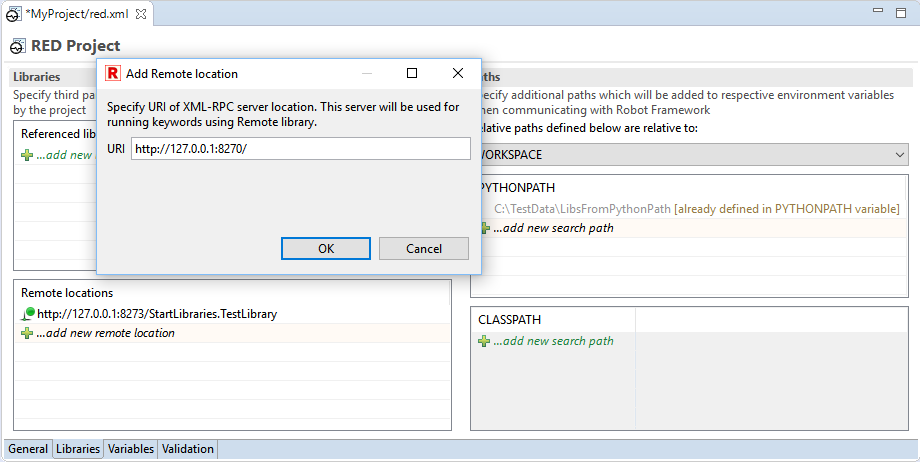 *MyProject/red.xml
RED Project
Libraries
Specify third pa
by the project
Referenced lib
...add new
Add Remote location
Specify URI of XML-RPC server location. This server will be used for
running keywords using Remote library.
URI http://127.0.0.1:8270/
OK Cancel
Remote locations
http://127.0.0.1:8273/StartLibraries.TestLibrary
...add new remote location
aths
ecify additional paths which will be added to respective environment variables
hen communicating with Robot Framework
elative paths defined below are relative to:
WORKSPACE
PYTHONPATH
C:\TestData\LibsFromPythonPath [already defined in PYTHONPATH variable]
...add new search path
CLASSPATH
...add new search path
General Libraries Variables Validation